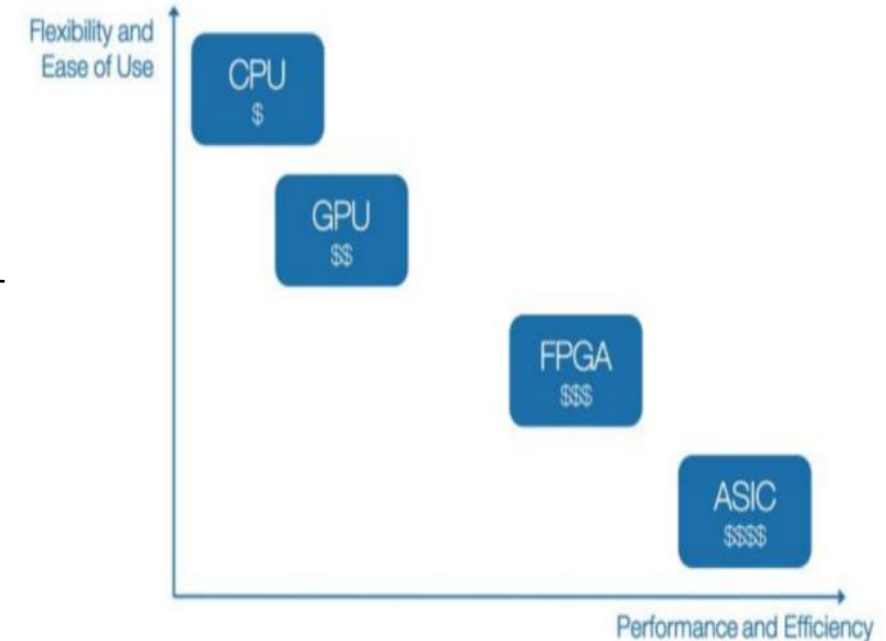 Flexibility and
Ease of Use
CPU
$
GPU
$$
FPGA
$$$
ASIC
$$$$
Performance and Efficiency